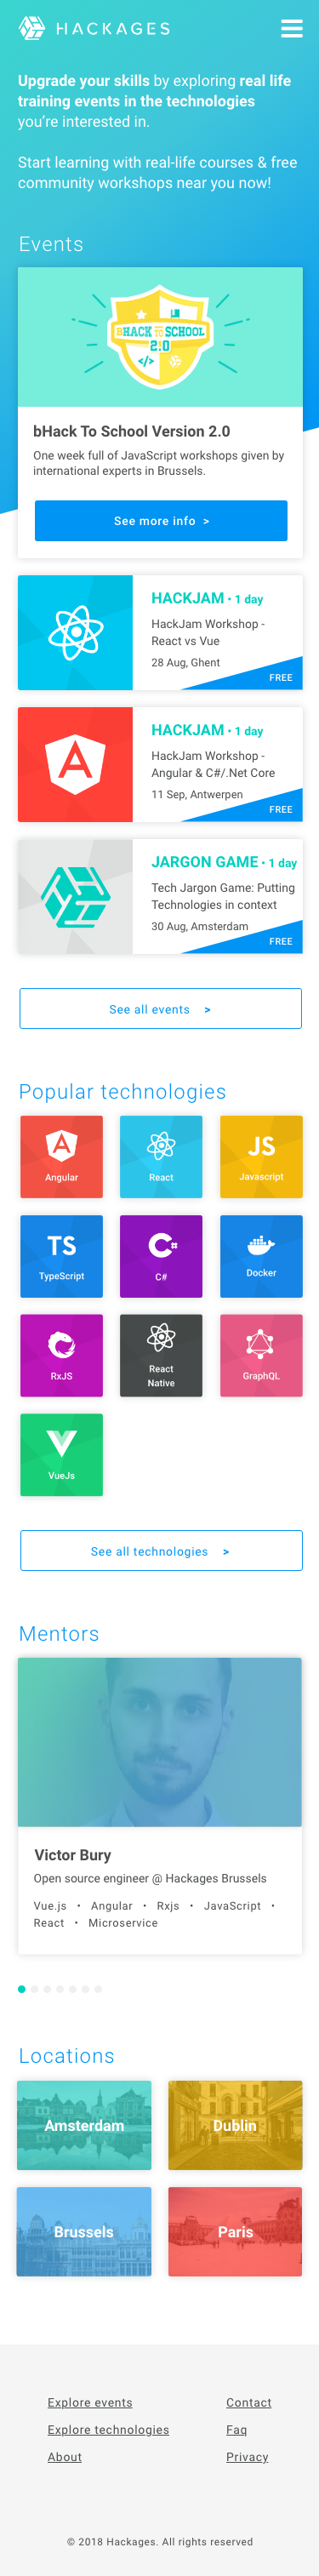 HACKAGES
Upgrade your skills by exploring real life
training events in the technologies
you're interested in.
Start learning with real-life courses & free
community workshops near you now!
Events
BHACK TO SCHOOL
2.0
</>
bHack To School Version 2.0
One week full of JavaScript workshops given by
international experts in Brussels.
See more info >
HACKJAM • 1 day
HackJam Workshop -
React vs Vue
28 Aug, Ghent
FREE
HACKJAM • 1 day
HackJam Workshop -
Angular & C#/.Net Core
11 Sep, Antwerpen
FREE
JARGON GAME • 1 day
Tech Jargon Game: Putting
Technologies in context
30 Aug, Amsterdam
FREE
See all events >
Popular technologies
Angular
React
JS
Javascript
TS
TypeScript
C#
C#
Docker
RxJS
React
Native
GraphQL
VueJs
See all technologies >
Mentors
Victor Bury
Open source engineer @ Hackages Brussels
Vue.js • Angular • Rxjs • JavaScript •
React • Microservice
Locations
Amsterdam
Dublin
Brussels
Paris
Explore events
Contact
Explore technologies
Faq
About
Privacy
© 2018 Hackages. All rights reserved